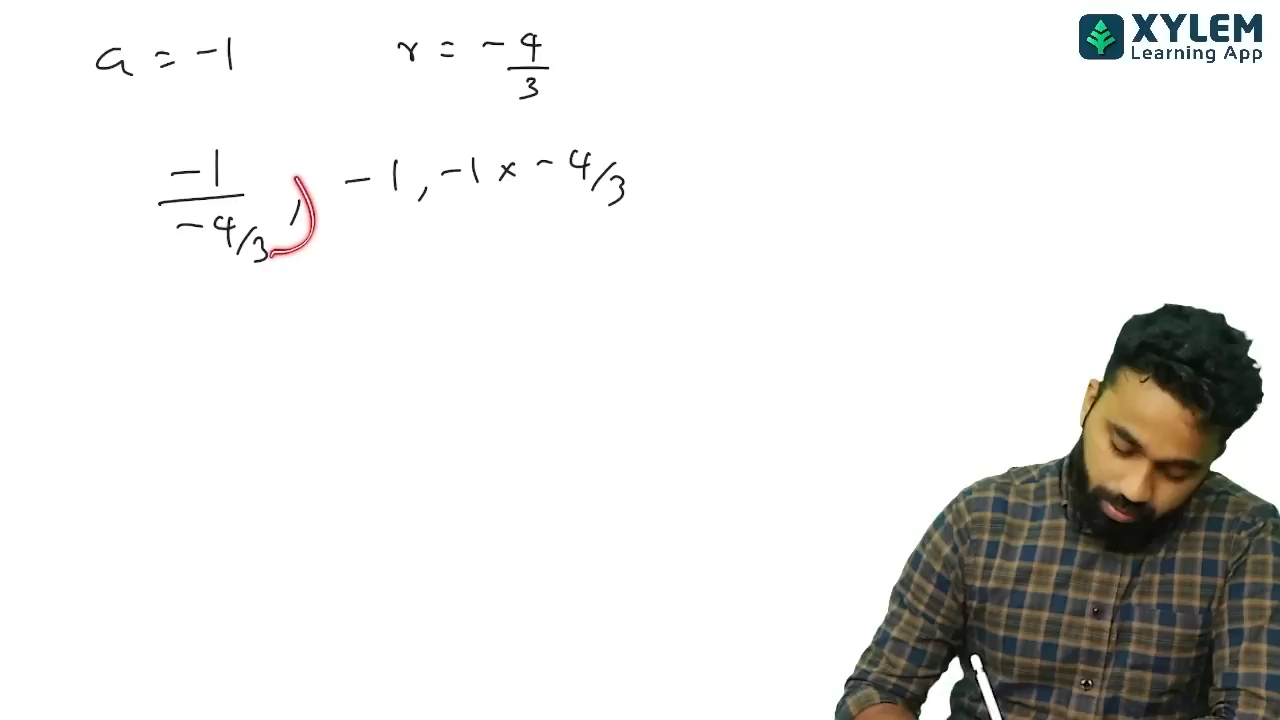 XYLEM
Learning App
a = -1 r = -4/3
-1/(-4/3), -1, -1 × -4/3